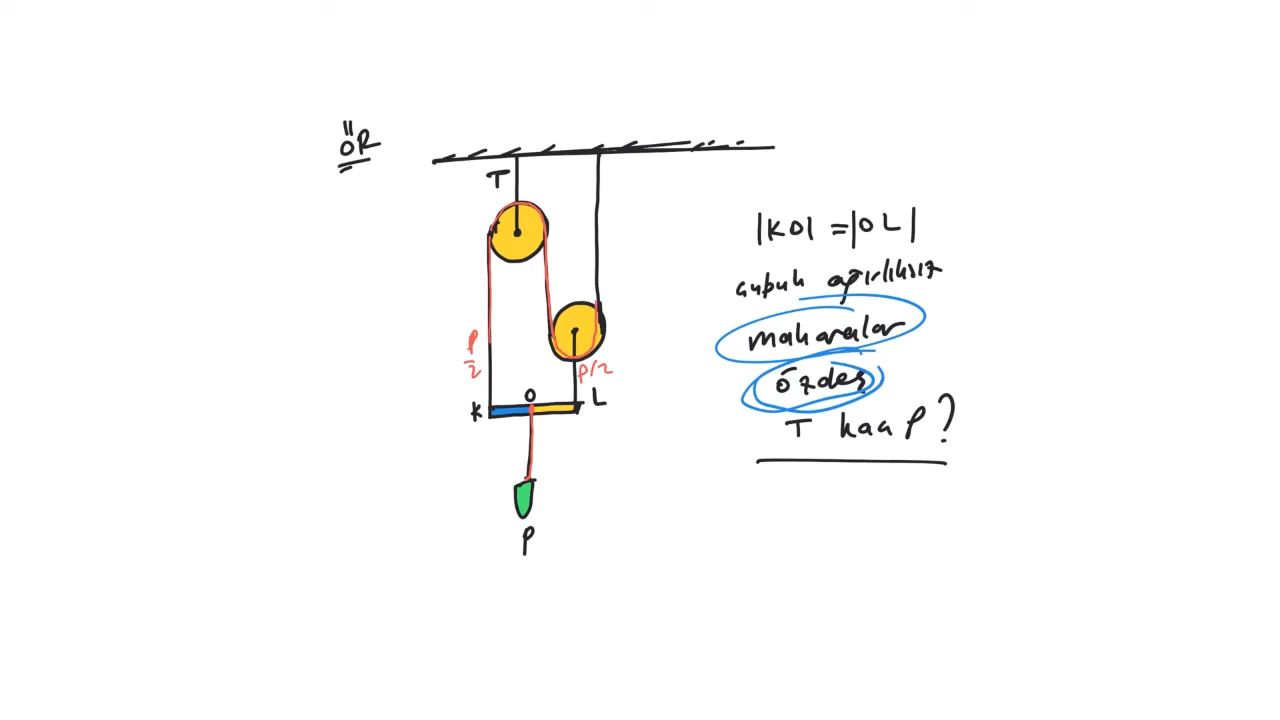 ÖR
T
P/2
P/2
K
O
L
P
|KO| = |OL|
çubuk ağırlıksız
makaralar
özdeş
T kaç P?